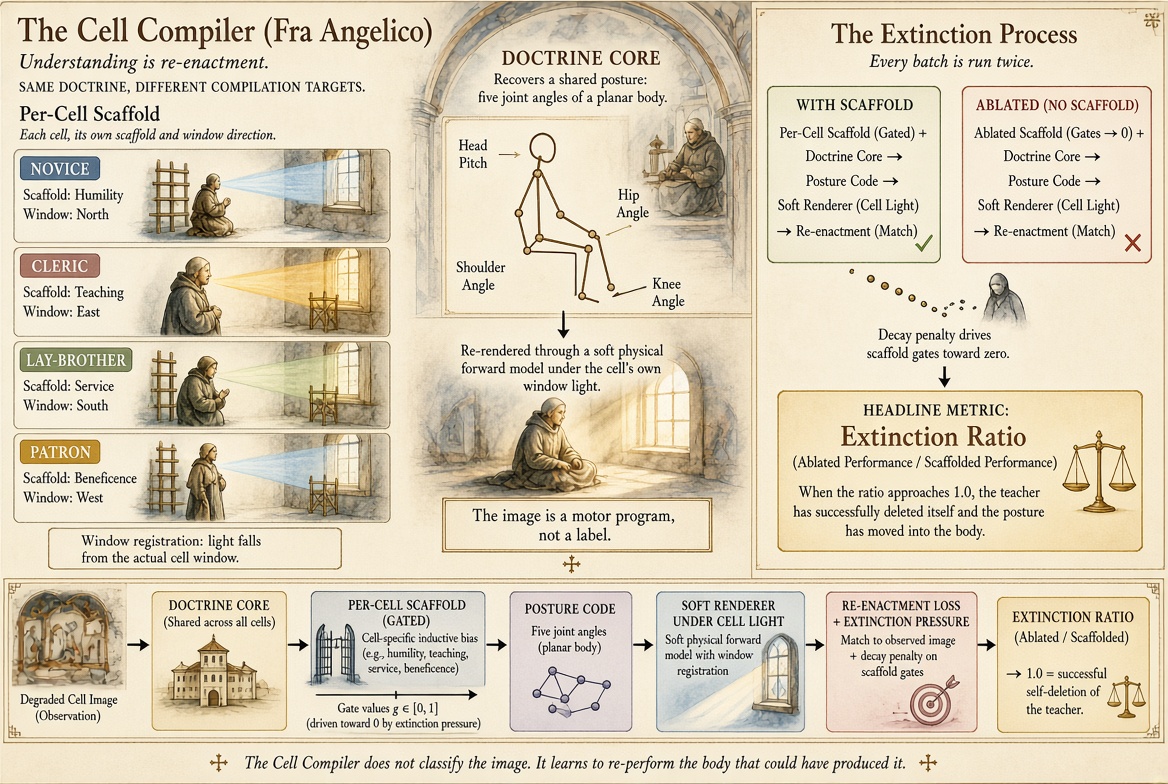 The Cell Compiler (Fra Angelico)
Understanding is re-enactment.
SAME DOCTRINE, DIFFERENT COMPILATION TARGETS.
Per-Cell Scaffold
Each cell, its own scaffold and window direction.
NOVICE
Scaffold: Humility
Window: North
CLERIC
Scaffold: Teaching
Window: East
LAY-BROTHER
Scaffold: Service
Window: South
PATRON
Scaffold: Beneficence
Window: West
Window registration: light falls
from the actual cell window.
DOCTRINE CORE
Recovers a shared posture:
five joint angles of a planar body.
Head
Pitch
Hip
Angle
Shoulder
Angle
Knee
Angle
Re-rendered through a soft physical
forward model under the cell's own
window light.
The image is a motor program,
not a label.
The Extinction Process
Every batch is run twice.
WITH SCAFFOLD
Per-Cell Scaffold (Gated) +
Doctrine Core →
Posture Code →
Soft Renderer (Cell Light)
→ Re-enactment (Match)
ABLATED (NO SCAFFOLD)
Ablated Scaffold (Gates → 0) +
Doctrine Core →
Posture Code →
Soft Renderer (Cell Light)
→ Re-enactment (Match)
Decay penalty drives
scaffold gates toward zero.
HEADLINE METRIC:
Extinction Ratio
(Ablated Performance / Scaffolded Performance)
When the ratio approaches 1.0, the teacher
has successfully deleted itself and the posture
has moved into the body.
Degraded Cell Image
(Observation)
DOCTRINE CORE
(Shared across all cells)
PER-CELL SCAFFOLD
(GATED)
Cell-specific inductive bias
(e.g., humility, teaching,
service, beneficence)
Gate values g ∈ [0, 1]
(driven toward 0 by extinction pressure)
POSTURE CODE
Five joint angles
(planar body)
SOFT RENDERER
UNDER CELL LIGHT
Soft physical forward
model with window
registration
RE-ENACTMENT LOSS
+ EXTINCTION PRESSURE
Match to observed image
+ decay penalty on
scaffold gates
EXTINCTION RATIO
(Ablated / Scaffolded)
→ 1.0 = successful
self-deletion of
the teacher.
The Cell Compiler does not classify the image. It learns to re-perform the body that could have produced it.